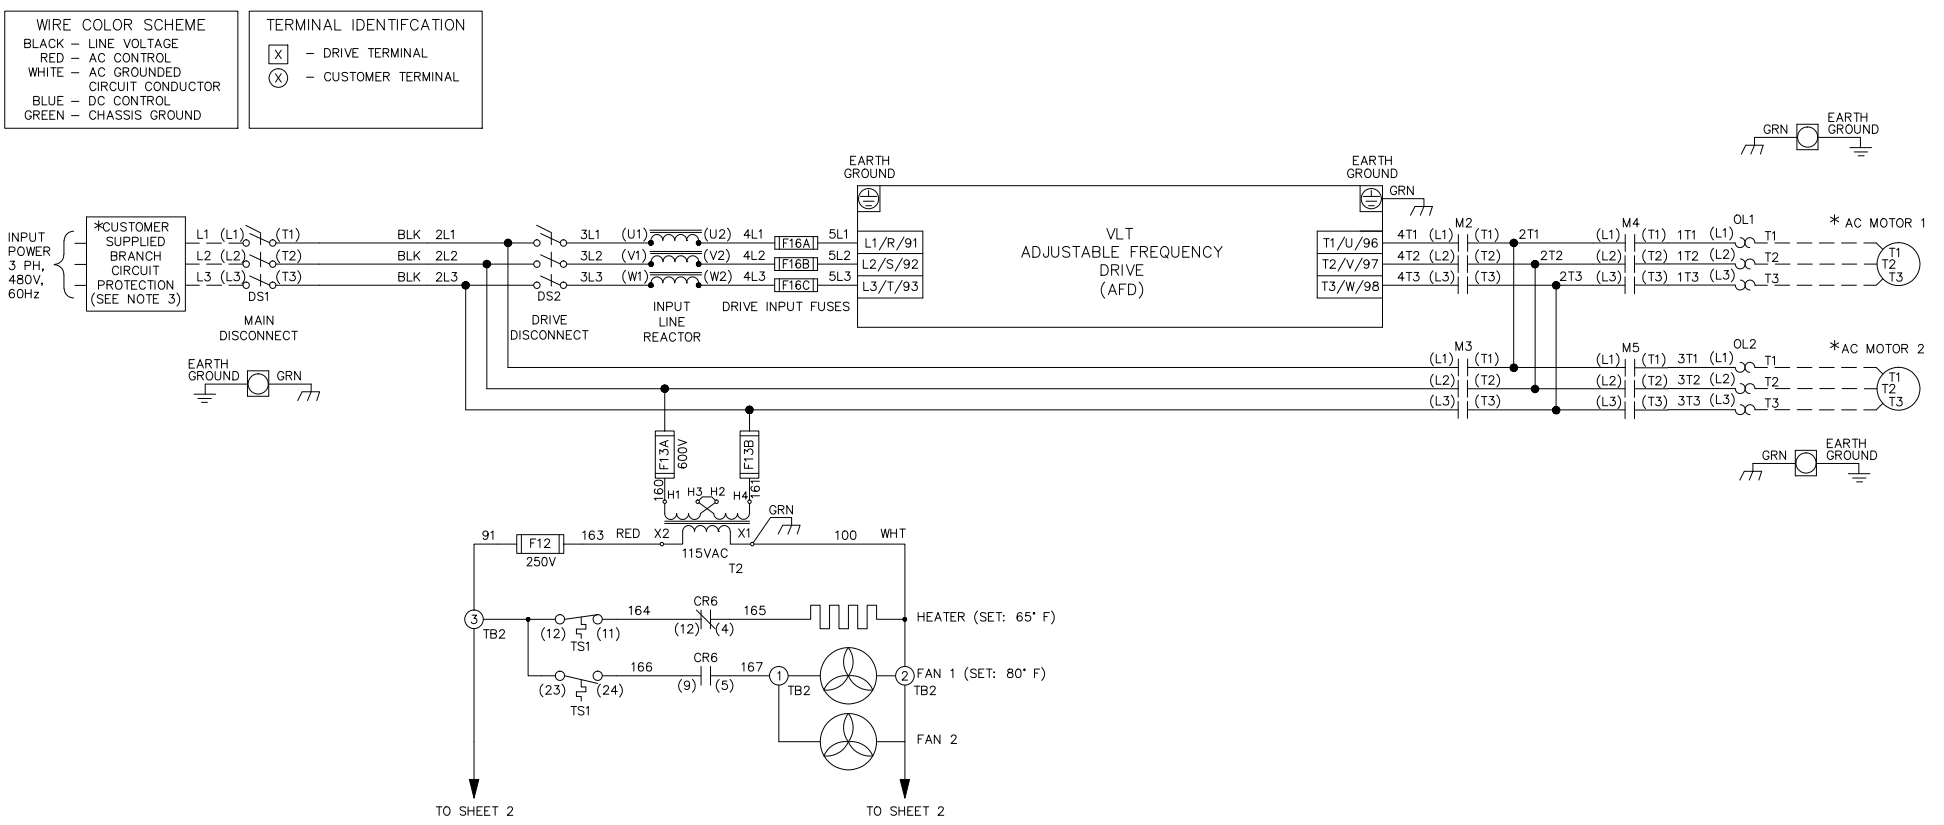 WIRE COLOR SCHEME
BLACK – LINE VOLTAGE
RED – AC CONTROL
WHITE – AC GROUNDED
CIRCUIT CONDUCTOR
BLUE – DC CONTROL
GREEN – CHASSIS GROUND
TERMINAL IDENTIFCATION
X – DRIVE TERMINAL
X – CUSTOMER TERMINAL
INPUT
POWER
3 PH,
480V,
60Hz
*CUSTOMER
SUPPLIED
BRANCH
CIRCUIT
PROTECTION
(SEE NOTE 3)
L1 (L1) (T1) BLK 2L1 3L1 (U1) (U2) 4L1 F16A 5L1 L1/R/91
L2 (L2) (T2) BLK 2L2 3L2 (V1) (V2) 4L2 F16B 5L2 L2/S/92
L3 (L3) (T3) BLK 2L3 3L3 (W1) (W2) 4L3 F16C 5L3 L3/T/93
DS1
MAIN
DISCONNECT
DS2
DRIVE
DISCONNECT
INPUT
LINE
REACTOR
DRIVE INPUT FUSES
EARTH
GROUND
VLT
ADJUSTABLE FREQUENCY
DRIVE
(AFD)
EARTH
GROUND
GRN
M2 M4 OL1
T1/U/96 4T1 (L1) (T1) 2T1 (L1) (T1) 1T1 (L1) T1
T2/V/97 4T2 (L2) (T2) 2T2 (L2) (T2) 1T2 (L2) T2
T3/W/98 4T3 (L3) (T3) 2T3 (L3) (T3) 1T3 (L3) T3
* AC MOTOR 1
T1
T2
T3
GRN
EARTH
GROUND
EARTH
GROUND
GRN
M3 M5 OL2
(L1) (T1) (L1) (T1) 3T1 (L1) T1
(L2) (T2) (L2) (T2) 3T2 (L2) T2
(L3) (T3) (L3) (T3) 3T3 (L3) T3
*AC MOTOR 2
T1
T2
T3
GRN
EARTH
GROUND
F13A
600V
F13B
160
161
H1 H3 H2 H4
GRN
91 F12 163 RED X2 X1 100 WHT
250V
115VAC
T2
3
TB2
(12) (11)
TS1
164
CR6
(12) (4)
165
HEATER (SET: 65° F)
(23) (24)
TS1
166
CR6
(9) (5)
167
1
TB2
2
TB2
FAN 1 (SET: 80° F)
FAN 2
TO SHEET 2
TO SHEET 2